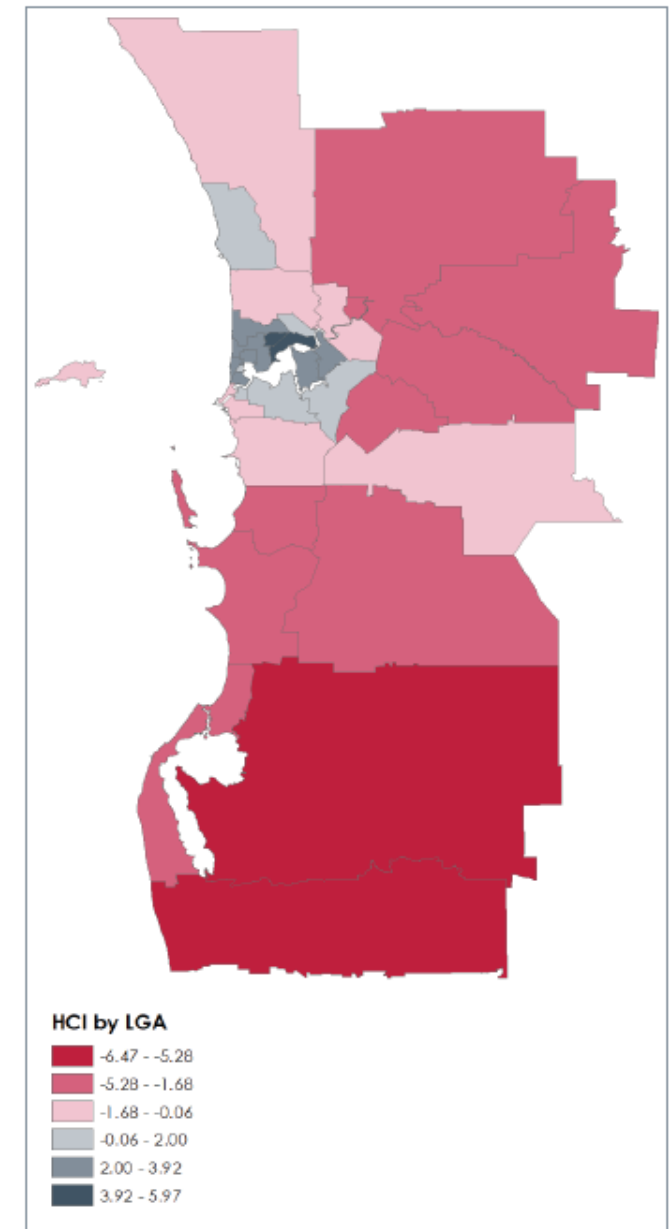 HCI by LGA
-6.47 - -5.28
-5.28 - -1.68
-1.68 - -0.06
-0.06 - 2.00
2.00 - 3.92
3.92 - 5.97